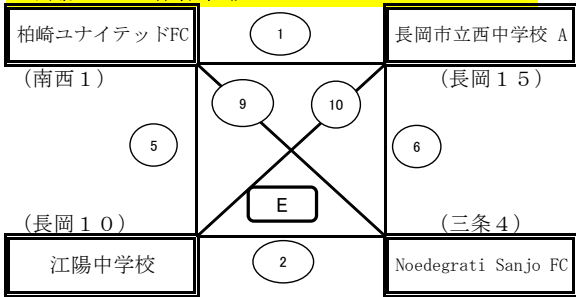 柏崎ユナイテッドFC
1
長岡市立西中学校 A
(南西１)
(長岡１５)
9
10
5
6
E
(長岡１０)
(三条４)
江陽中学校
2
Noedegrati Sanjo FC